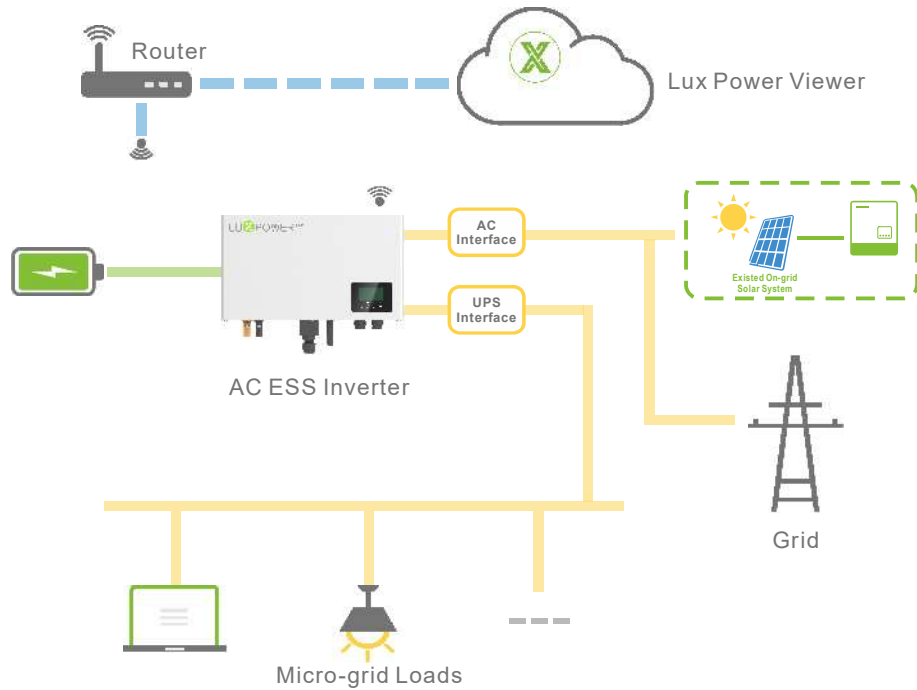 Router
Lux Power Viewer
LUXPOWER
AC
Interface
Existed On-grid
Solar System
UPS
Interface
AC ESS Inverter
Grid
Micro-grid Loads